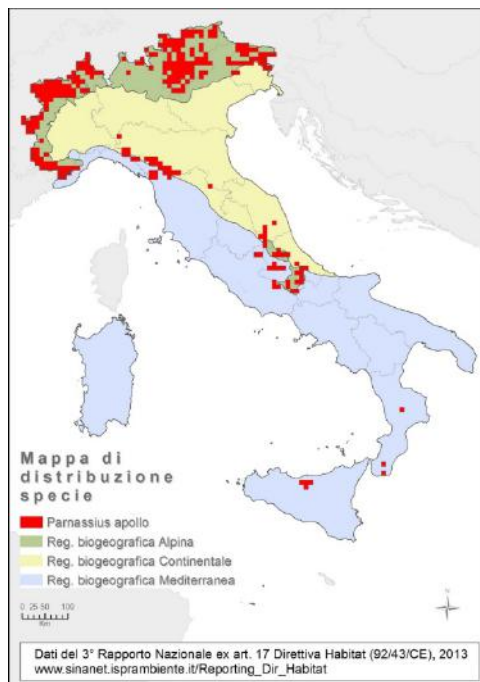 Mappa di
distribuzione
specie
Parnassius apollo
Reg. biogeografica Alpina
Reg. biogeografica Continentale
Reg. biogeografica Mediterranea
0 25 50 100
Km
N
Dati del 3° Rapporto Nazionale ex art. 17 Direttiva Habitat (92/43/CE), 2013
www.sinanet.isprambiente.it/Reporting_Dir_Habitat